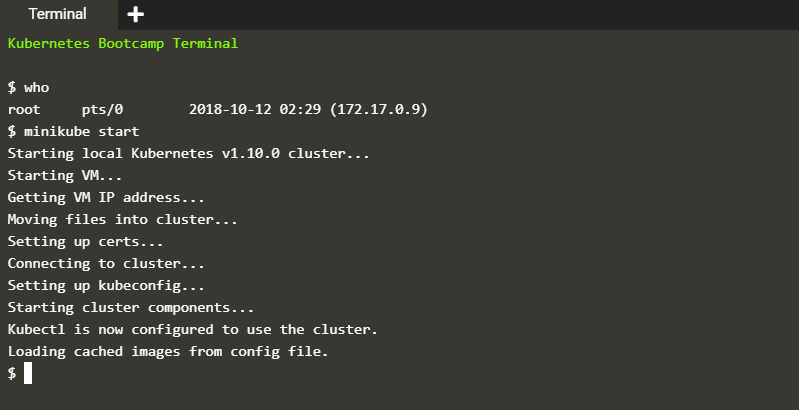 Terminal
Kubernetes Bootcamp Terminal
$ who
root     pts/0        2018-10-12 02:29 (172.17.0.9)
$ minikube start
Starting local Kubernetes v1.10.0 cluster...
Starting VM...
Getting VM IP address...
Moving files into cluster...
Setting up certs...
Connecting to cluster...
Setting up kubeconfig...
Starting cluster components...
Kubectl is now configured to use the cluster.
Loading cached images from config file.
$